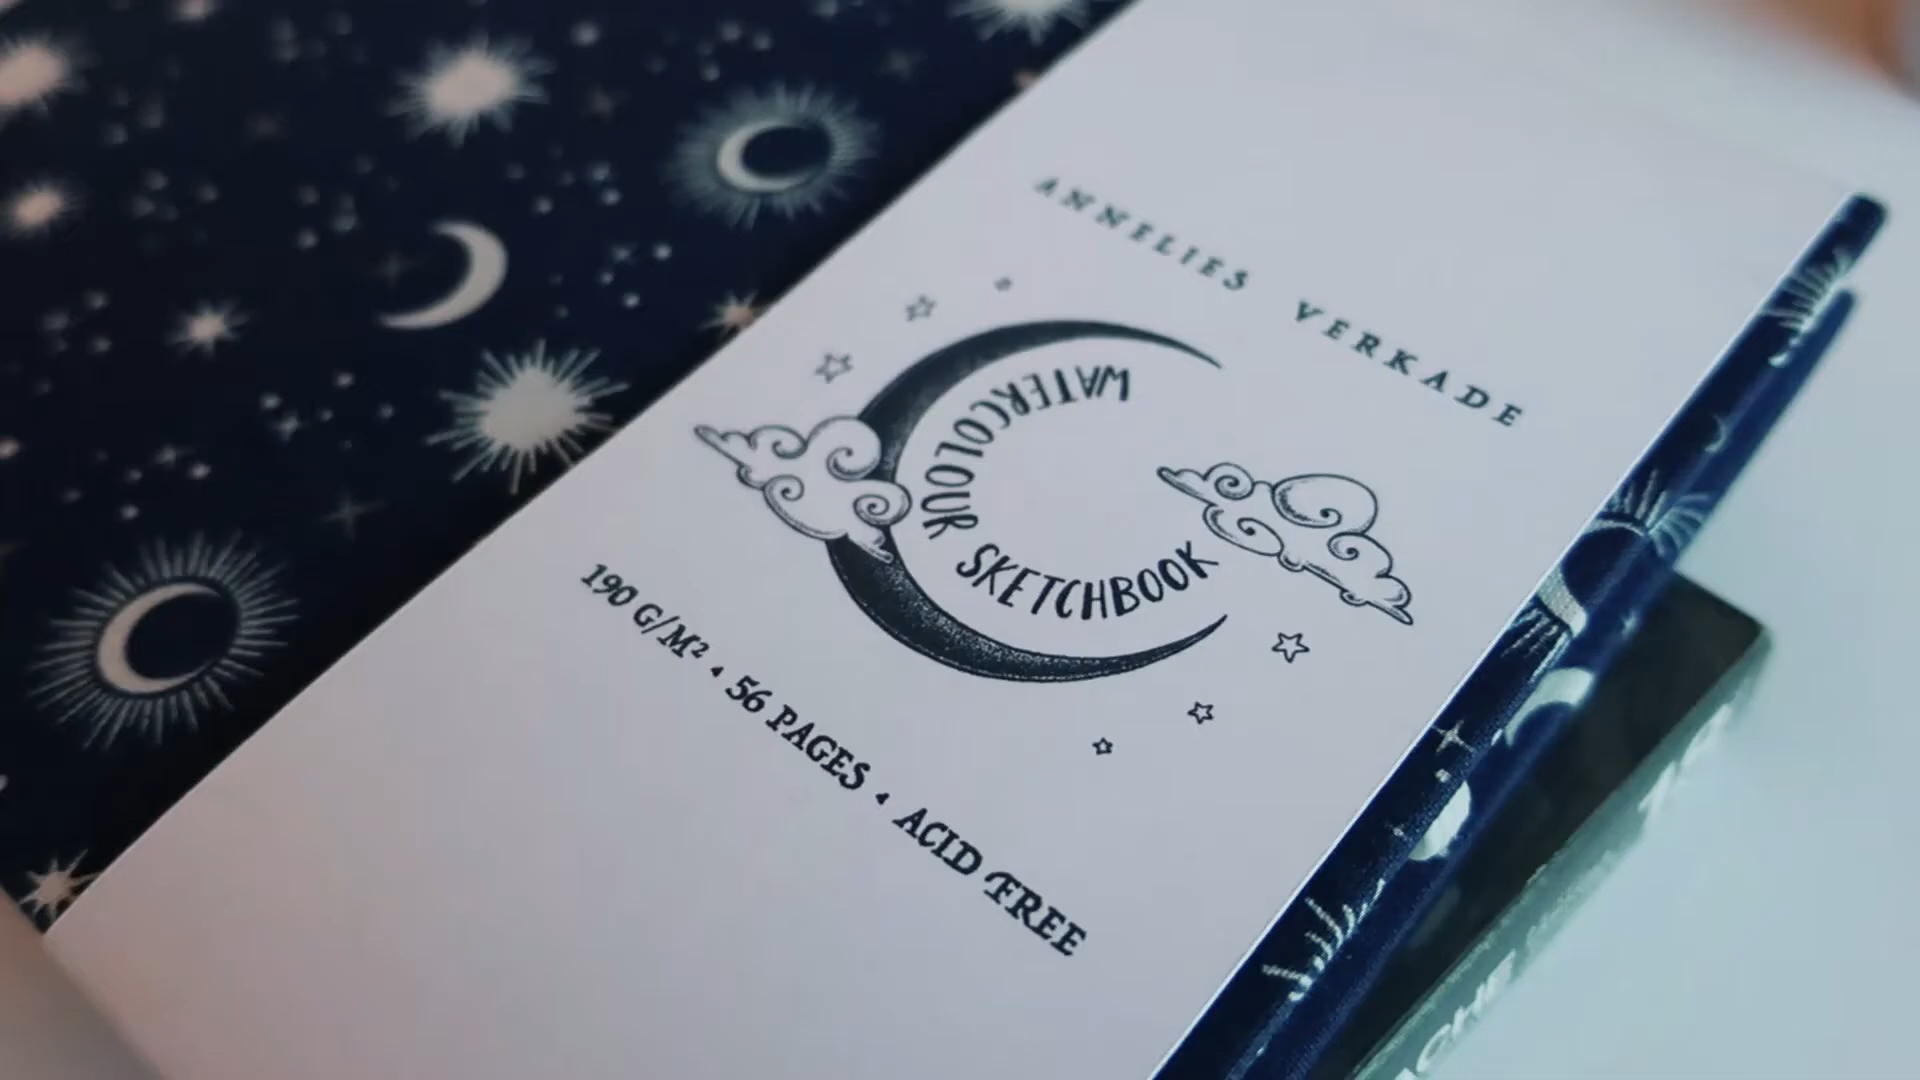 ANNELIES VERKADE
WATERCOLOUR SKETCHBOOK
190 G/M² • 56 PAGES • ACID FREE